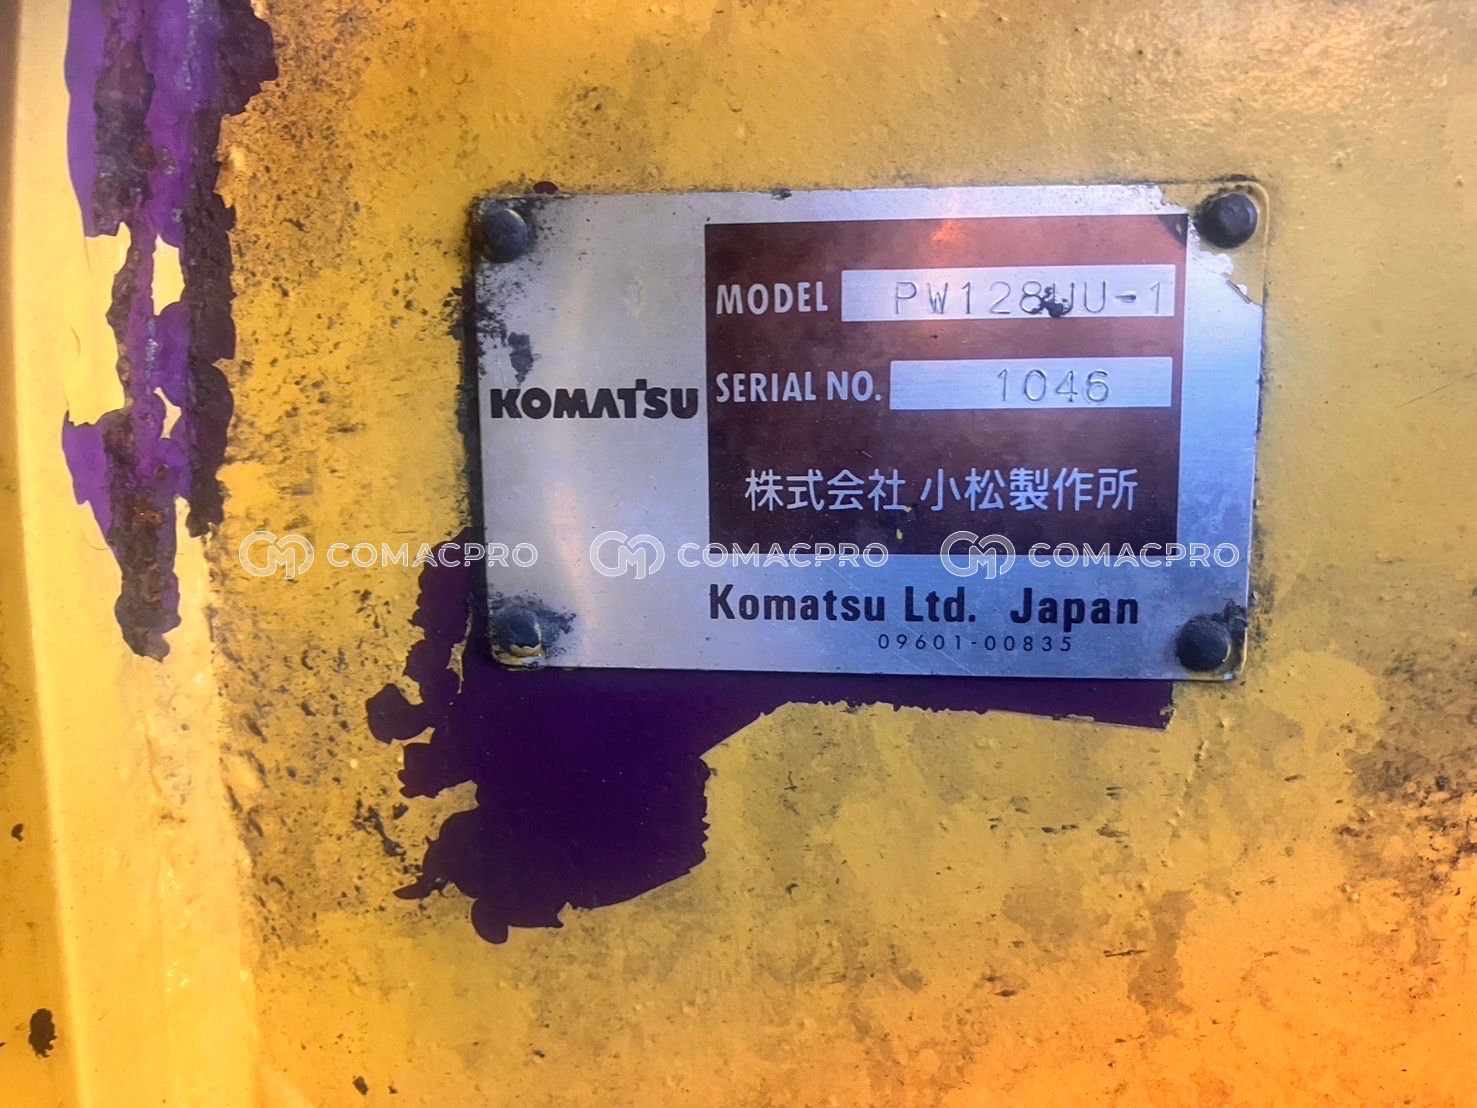 MODEL PW128UU-1
SERIAL NO. 1046
KOMATSU
株式会社 小松製作所
COMACPRO COMACPRO COMACPRO
Komatsu Ltd. Japan
09601-00835